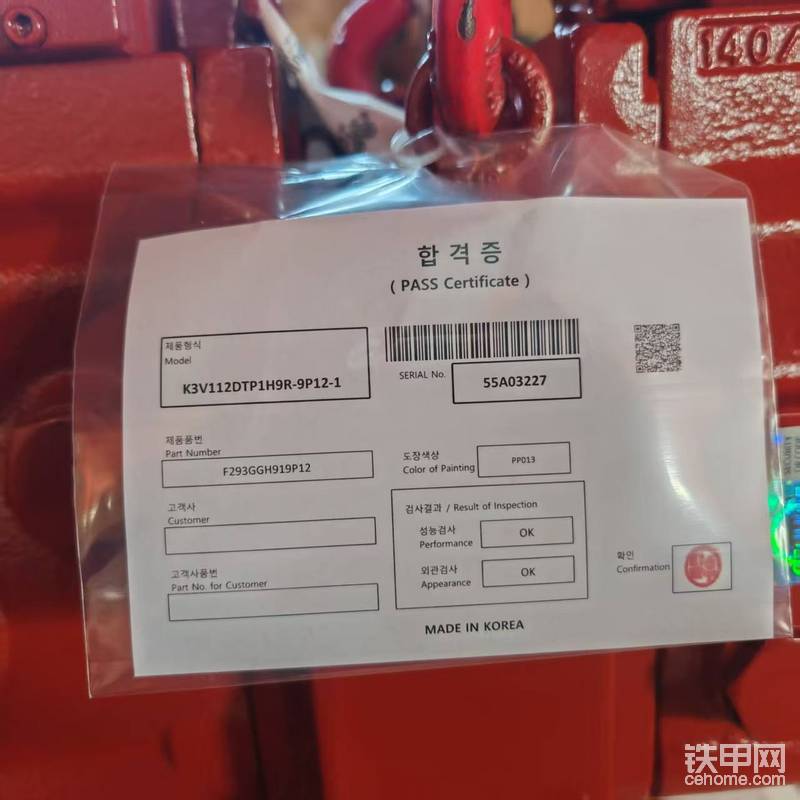 140/
합격증
( PASS Certificate )
제품형식
Model
K3V112DTP1H9R-9P12-1
SERIAL No.
55A03227
제품품번
Part Number
F293GGH919P12
도장색상
Color of Painting
PP013
고객사
Customer
검사결과 / Result of Inspection
성능검사
Performance
OK
외관검사
Appearance
OK
고객사품번
Part No. for Customer
확인
Confirmation
MADE IN KOREA
铁甲网
cehome.com